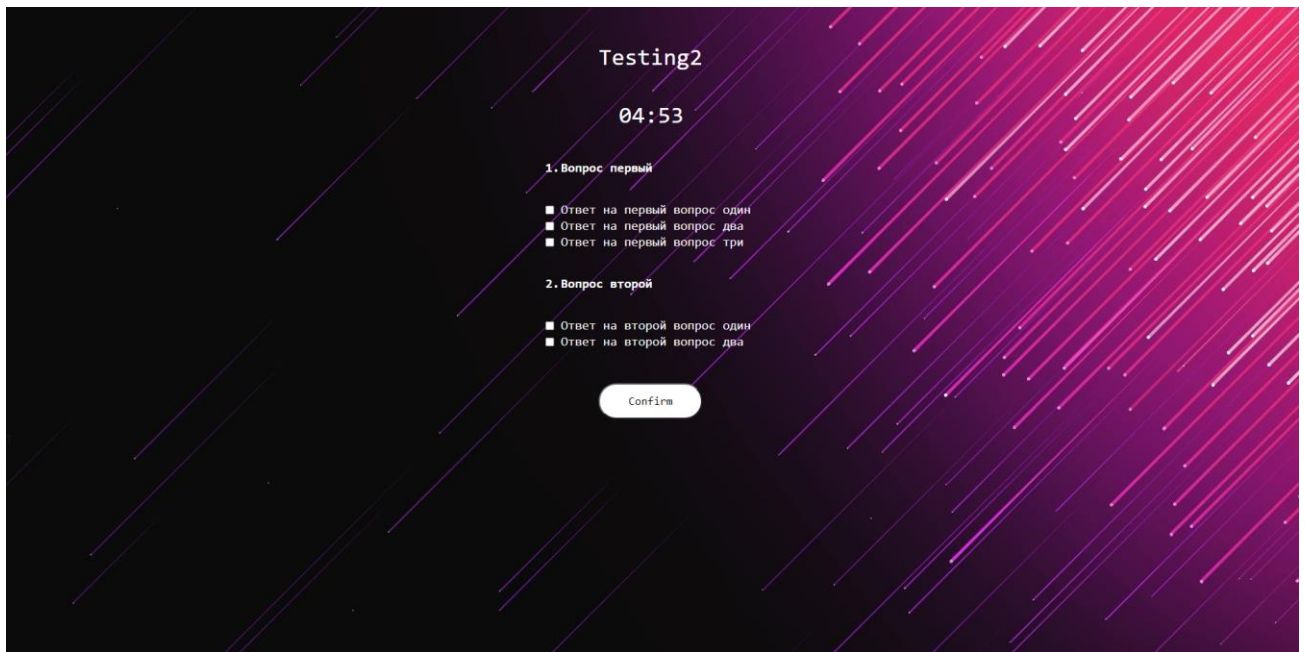 Testing2
04:53
1.Вопрос первый
Ответ на первый вопрос один
Ответ на первый вопрос два
Ответ на первый вопрос три
2.Вопрос второй
Ответ на второй вопрос один
Ответ на второй вопрос два
Confirm